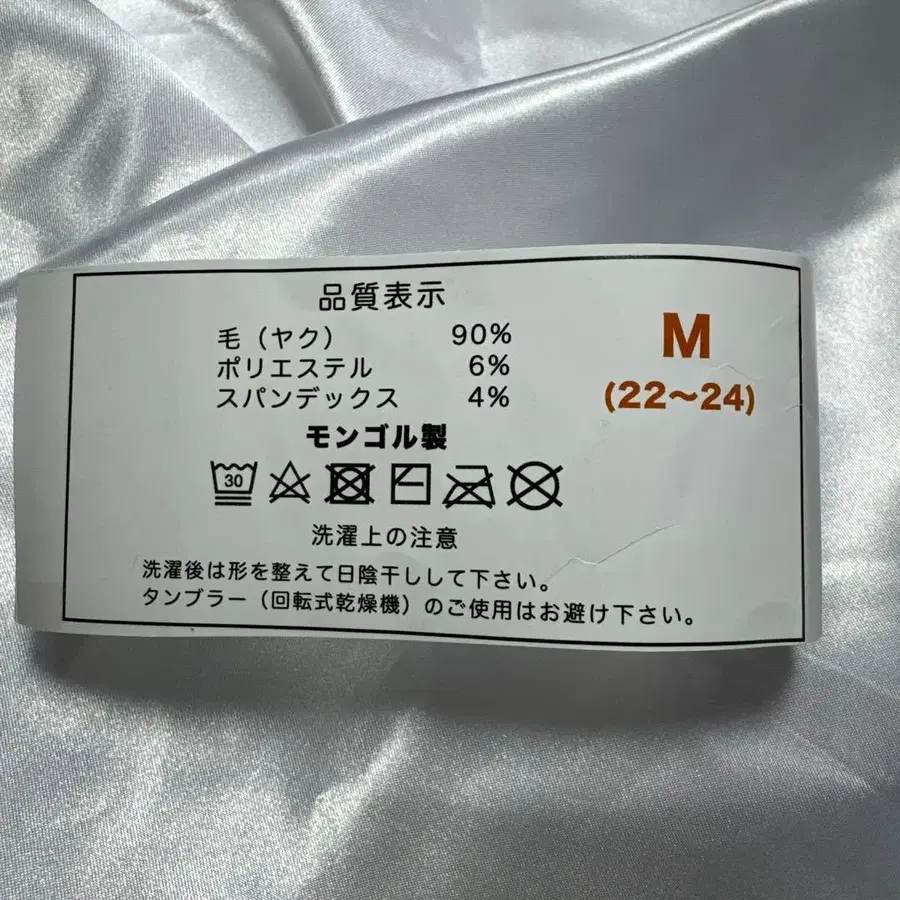 品質表示
毛（ヤク） 90%
ポリエステル 6%
スパンデックス 4%
モンゴル製
M
(22～24)
30
洗濯上の注意
洗濯後は形を整えて日陰干しして下さい。
タンブラー（回転式乾燥機）のご使用はお避け下さい。